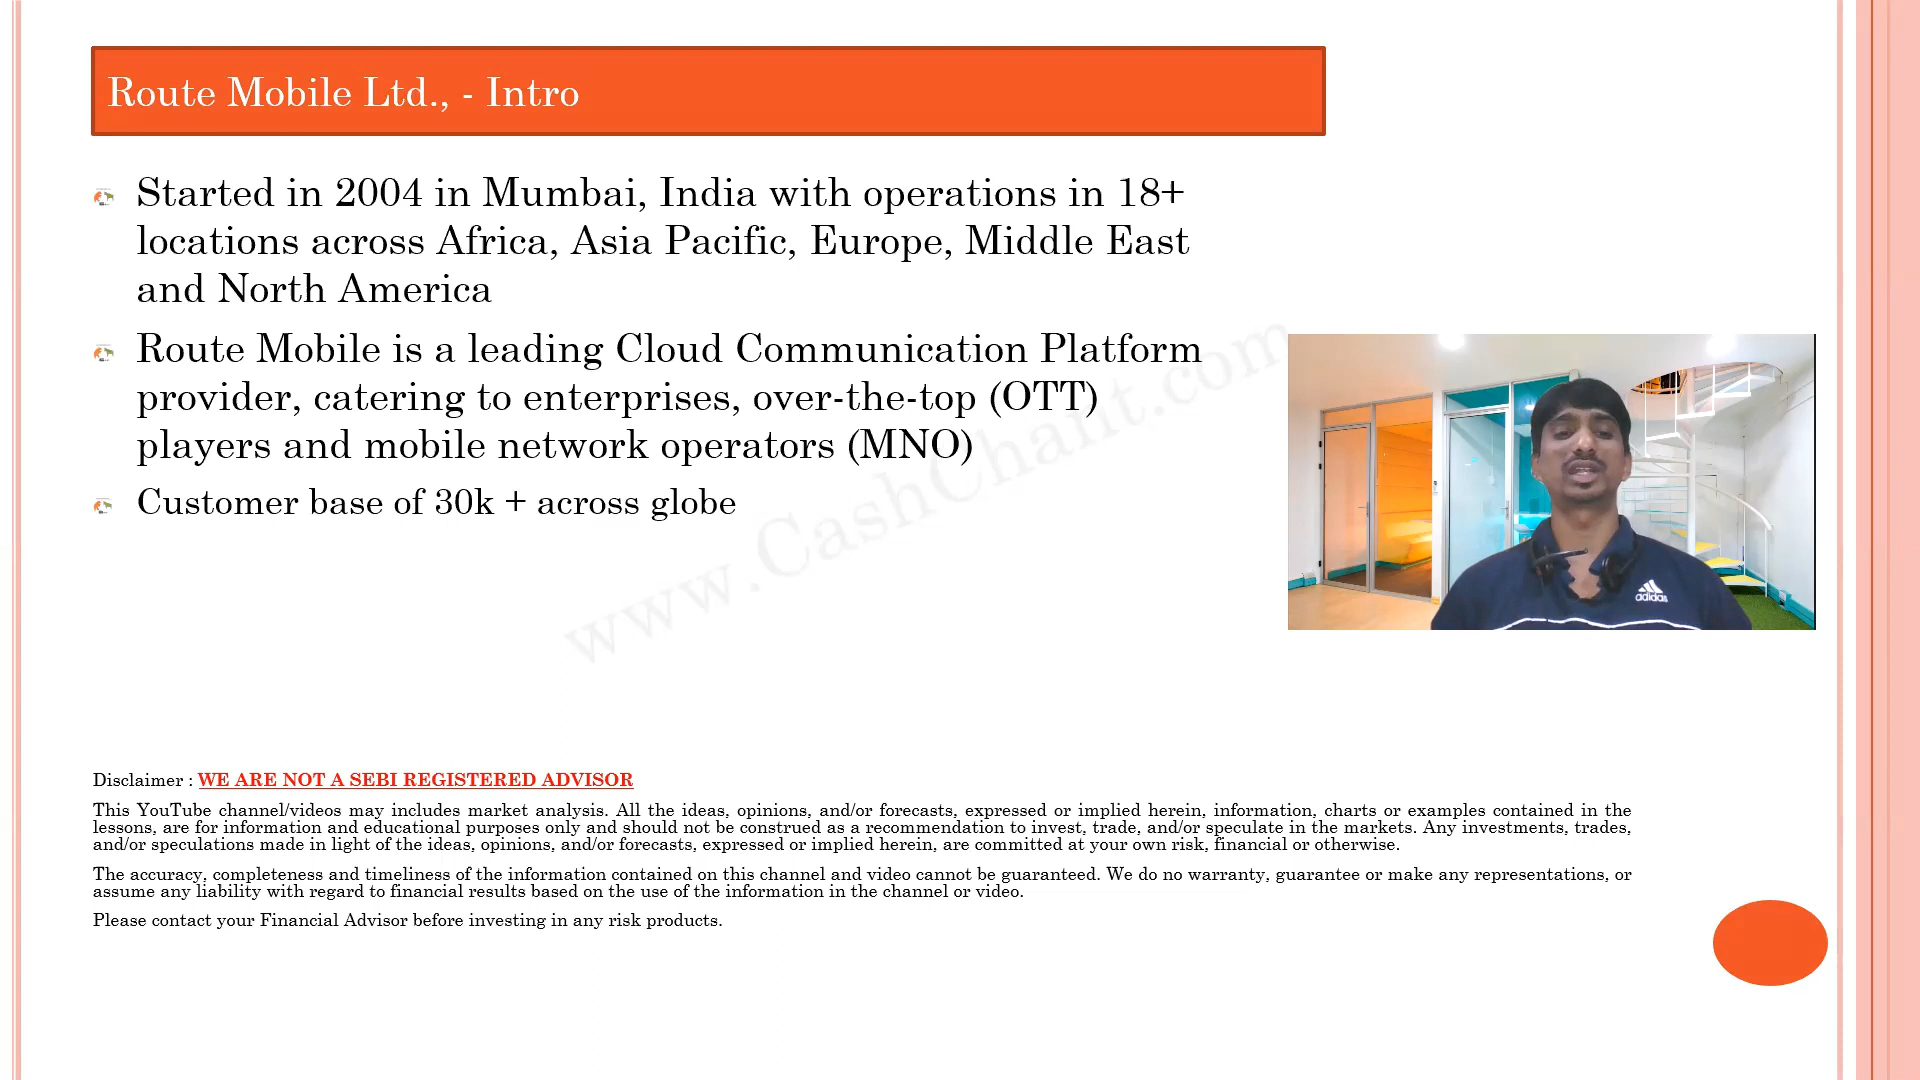 Route Mobile Ltd., - Intro
Started in 2004 in Mumbai, India with operations in 18+
locations across Africa, Asia Pacific, Europe, Middle East
and North America
Route Mobile is a leading Cloud Communication Platform
provider, catering to enterprises, over-the-top (OTT)
players and mobile network operators (MNO)
Customer base of 30k + across globe
www.CashChant.com
adidas
Disclaimer : WE ARE NOT A SEBI REGISTERED ADVISOR
This YouTube channel/videos may includes market analysis. All the ideas, opinions, and/or forecasts, expressed or implied herein, information, charts or examples contained in the
lessons, are for information and educational purposes only and should not be construed as a recommendation to invest, trade, and/or speculate in the markets. Any investments, trades,
and/or speculations made in light of the ideas, opinions, and/or forecasts, expressed or implied herein, are committed at your own risk, financial or otherwise.
The accuracy, completeness and timeliness of the information contained on this channel and video cannot be guaranteed. We do no warranty, guarantee or make any representations, or
assume any liability with regard to financial results based on the use of the information in the channel or video.
Please contact your Financial Advisor before investing in any risk products.